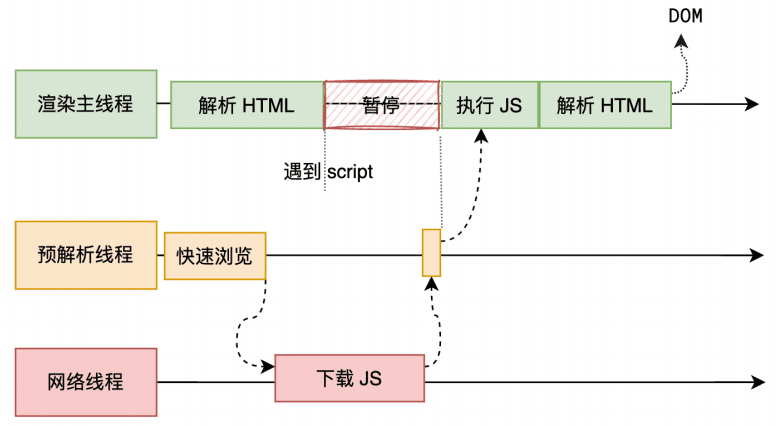 DOM
渲染主线程
解析 HTML
暂停
执行 JS
解析 HTML
遇到 script
预解析线程
快速浏览
网络线程
下载 JS